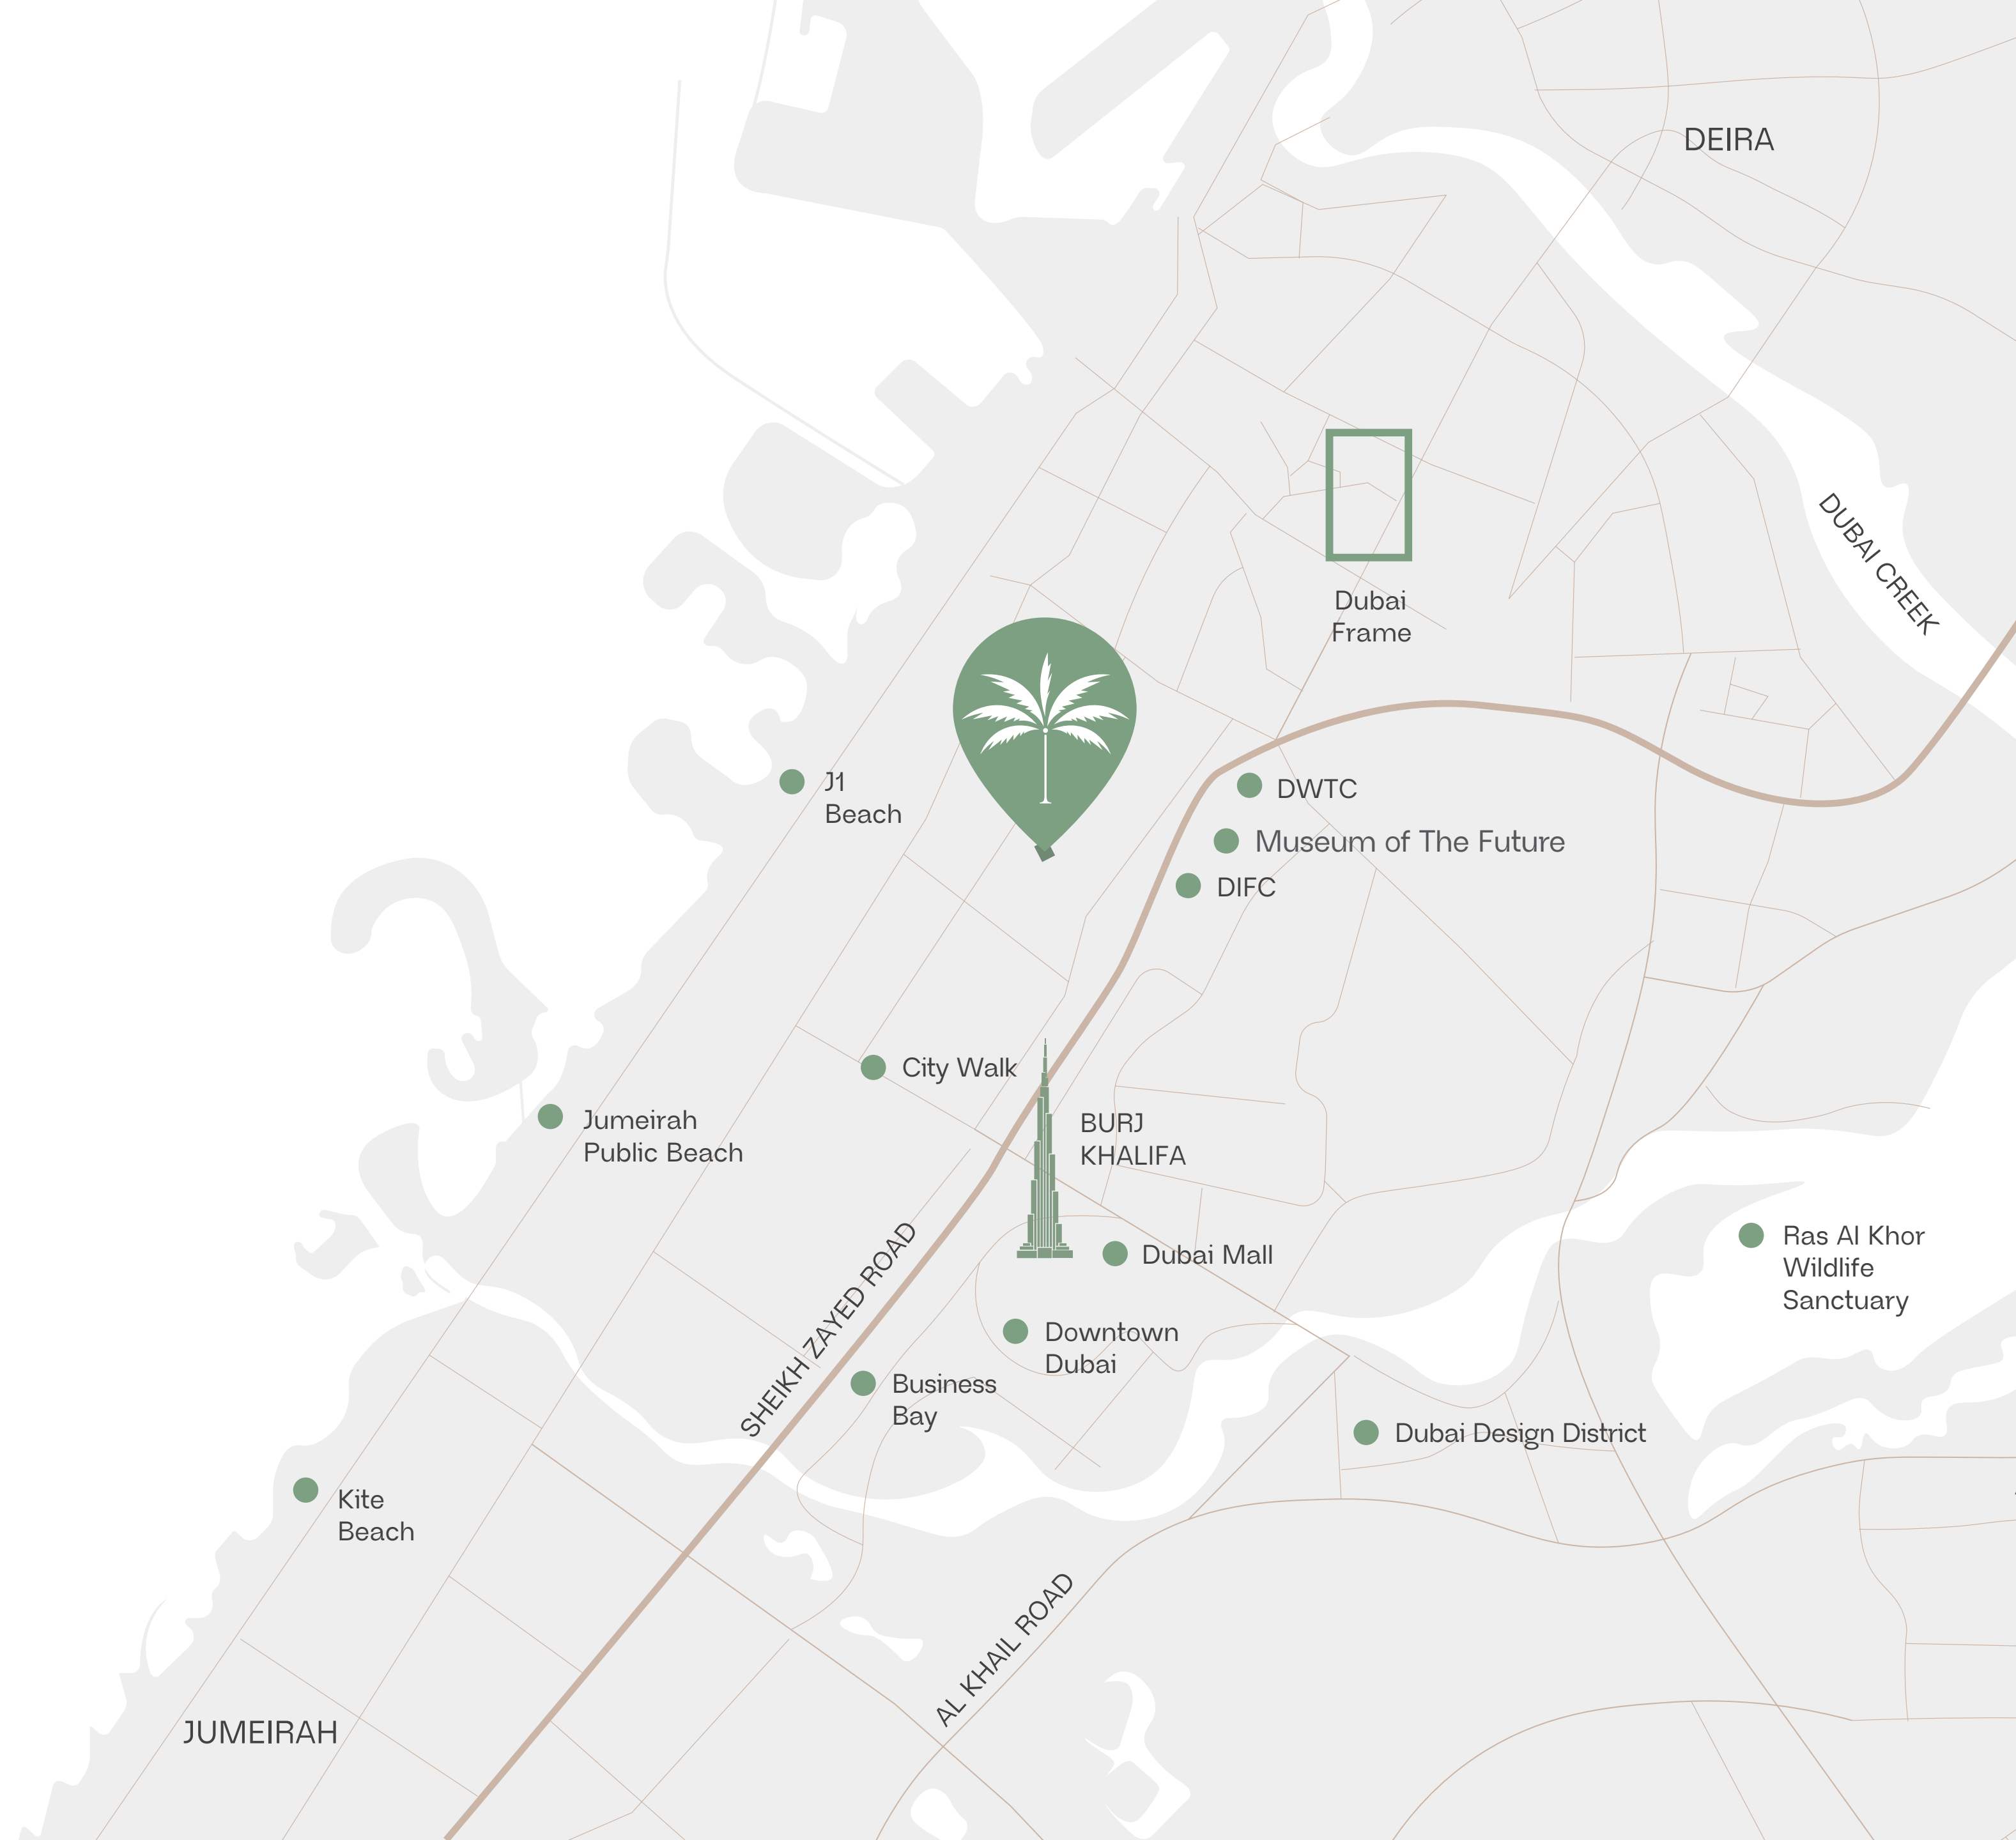 DEIRA
DUBAI CREEK
Dubai
Frame
J1
Beach
DWTC
Museum of The Future
DIFC
City Walk
Jumeirah
Public Beach
BURJ
KHALIFA
Dubai Mall
Ras Al Khor
Wildlife
Sanctuary
SHEIKH ZAYED ROAD
Downtown
Dubai
Business
Bay
Dubai Design District
Kite
Beach
AL KHAIL ROAD
JUMEIRAH